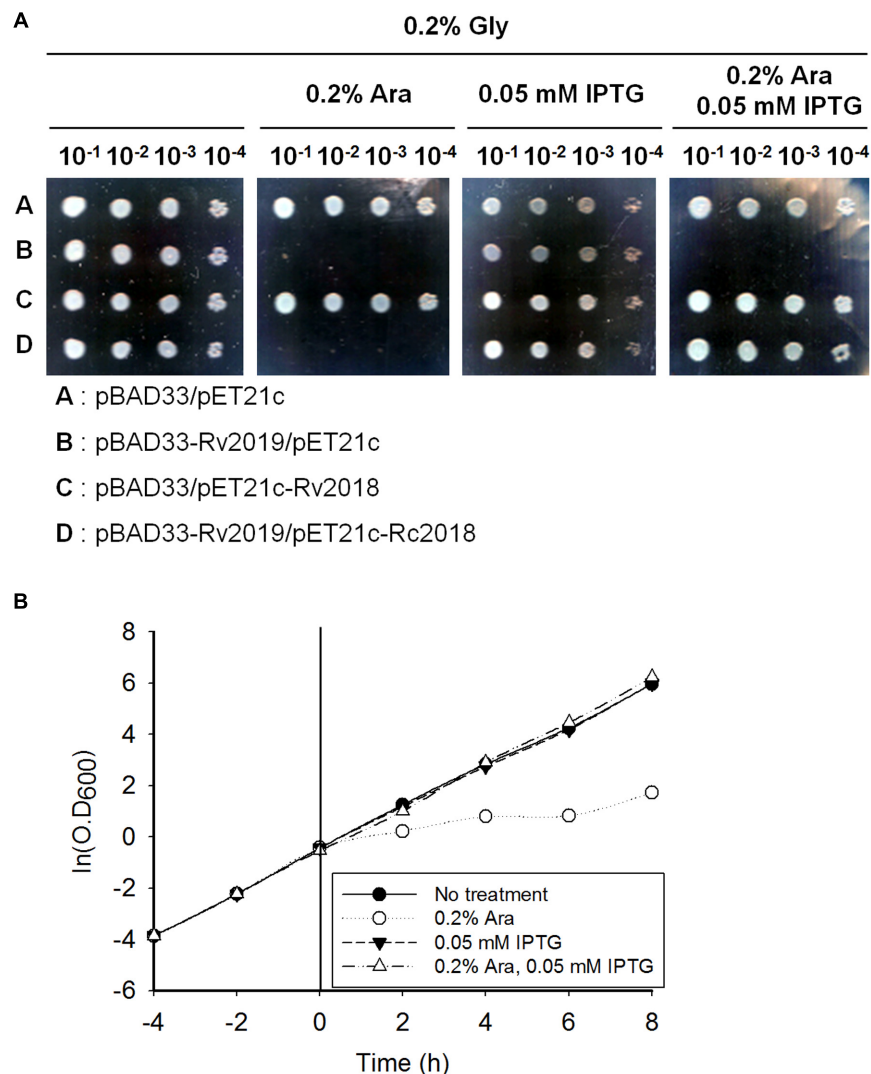 A
0.2% Gly
0.2% Ara
0.05 mM IPTG
0.2% Ara
0.05 mM IPTG
10-1 10-2 10-3 10-4 10-1 10-2 10-3 10-4 10-1 10-2 10-3 10-4 10-1 10-2 10-3 10-4
A
B
C
D
A : pBAD33/pET21c
B : pBAD33-Rv2019/pET21c
C : pBAD33/pET21c-Rv2018
D : pBAD33-Rv2019/pET21c-Rc2018
B
ln(O.D600)
8
6
4
2
0
-2
-4
-6
No treatment
0.2% Ara
0.05 mM IPTG
0.2% Ara, 0.05 mM IPTG
-4 -2 0 2 4 6 8
Time (h)